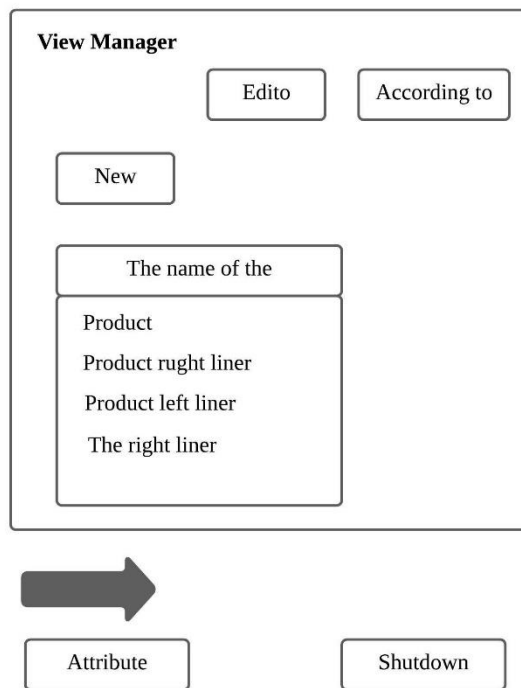 View Manager
Edito
According to
New
The name of the
Product
Product rught liner
Product left liner
The right liner
Attribute
Shutdown